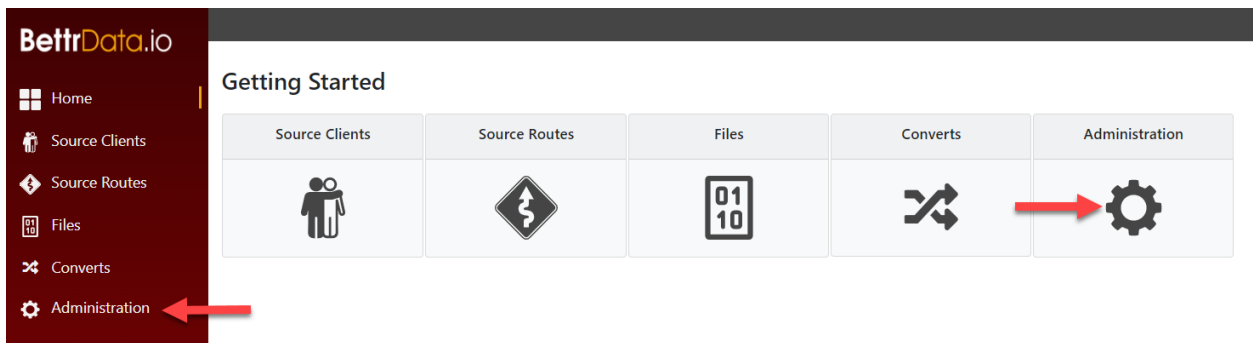 BettrData.io
Home
Source Clients
Source Routes
Files
Converts
Administration
Getting Started
Source Clients
Source Routes
Files
Converts
Administration
01
10